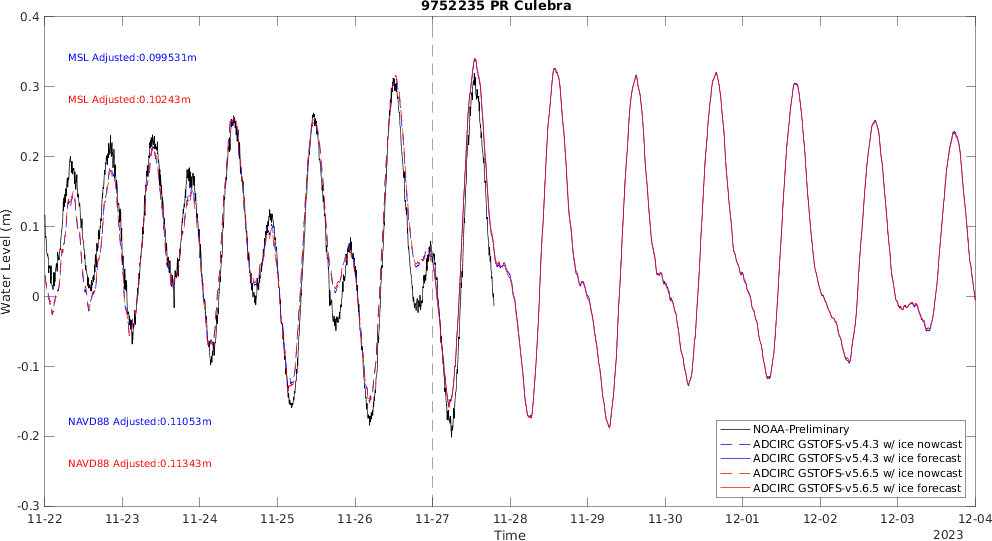 9752235 PR Culebra
0.4
0.3
0.2
0.1
0
-0.1
-0.2
-0.3
Water Level (m)
MSL Adjusted:0.099531m
MSL Adjusted:0.10243m
NAVD88 Adjusted:0.11053m
NAVD88 Adjusted:0.11343m
NOAA-Preliminary
ADCIRC GSTOFS-v5.4.3 w/ ice nowcast
ADCIRC GSTOFS-v5.4.3 w/ ice forecast
ADCIRC GSTOFS-v5.6.5 w/ ice nowcast
ADCIRC GSTOFS-v5.6.5 w/ ice forecast
11-22 11-23 11-24 11-25 11-26 11-27 11-28 11-29 11-30 12-01 12-02 12-03 12-04
Time
2023